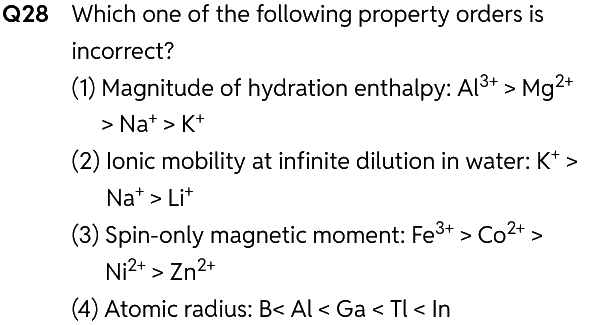 Q28 Which one of the following property orders is
incorrect?
(1) Magnitude of hydration enthalpy: Al³⁺ > Mg²⁺
> Na⁺ > K⁺
(2) Ionic mobility at infinite dilution in water: K⁺ >
Na⁺ > Li⁺
(3) Spin-only magnetic moment: Fe³⁺ > Co²⁺ >
Ni²⁺ > Zn²⁺
(4) Atomic radius: B< Al < Ga < Tl < In